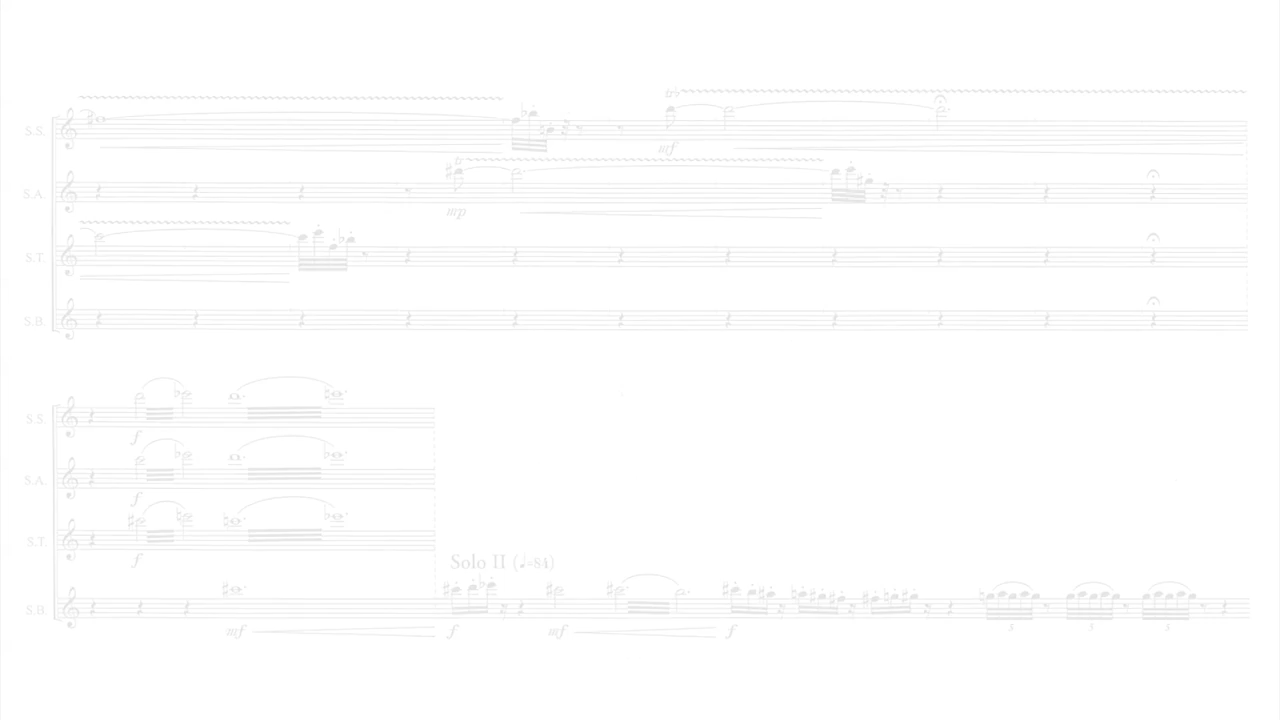 S.S.
mf
S.A.
mp
S.T.
S.B.
S.S.
f
S.A.
f
S.T.
f
Solo II (♩=84)
S.B.
mf f mf f
5 5 5